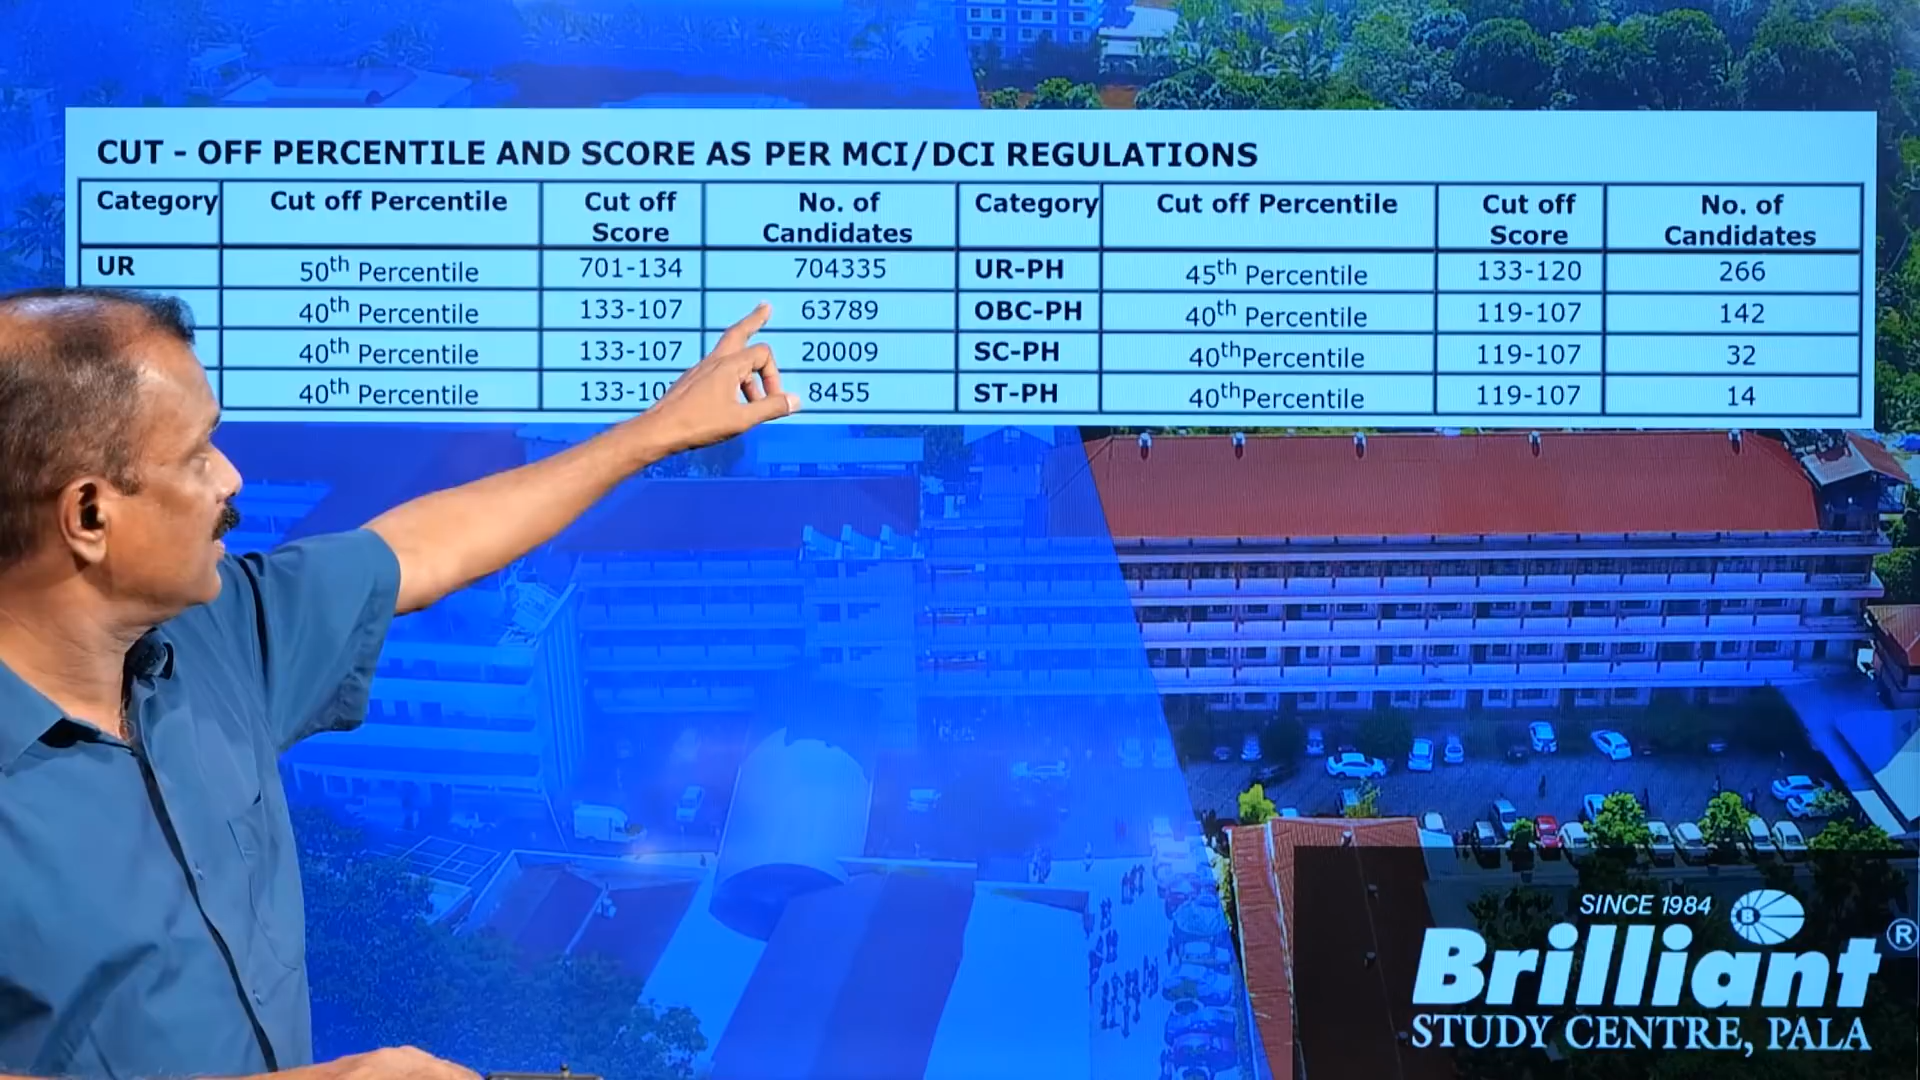 CUT - OFF PERCENTILE AND SCORE AS PER MCI/DCI REGULATIONS
Category Cut off Percentile Cut off Score No. of Candidates Category Cut off Percentile Cut off Score No. of Candidates
UR 50th Percentile 701-134 704335 UR-PH 45th Percentile 133-120 266
40th Percentile 133-107 63789 OBC-PH 40th Percentile 119-107 142
40th Percentile 133-107 20009 SC-PH 40thPercentile 119-107 32
40th Percentile 8455 ST-PH 40thPercentile 119-107 14
SINCE 1984
B
Brilliant ®
STUDY CENTRE, PALA